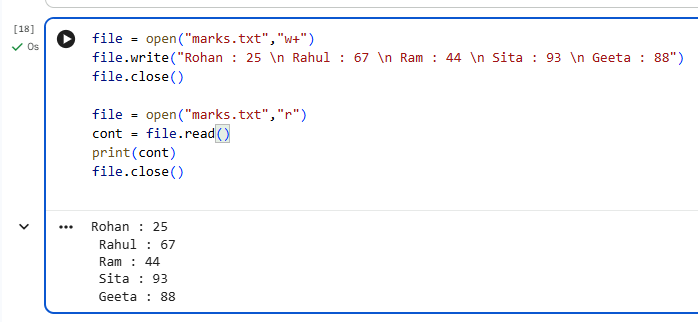 [18]
0s
file = open("marks.txt","w+")
file.write("Rohan : 25 \n Rahul : 67 \n Ram : 44 \n Sita : 93 \n Geeta : 88")
file.close()
file = open("marks.txt","r")
cont = file.read()
print(cont)
file.close()
Rohan : 25
Rahul : 67
Ram : 44
Sita : 93
Geeta : 88